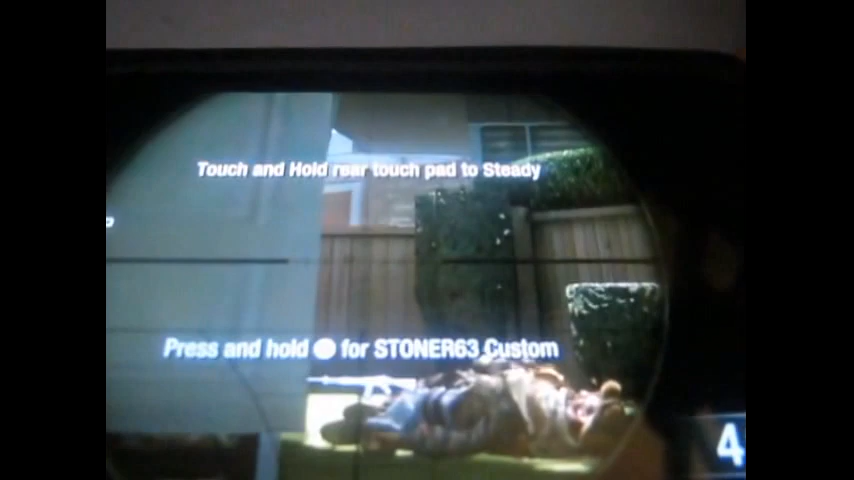 Touch and Hold rear touch pad to Steady
Press and hold for STONER63 Custom
4